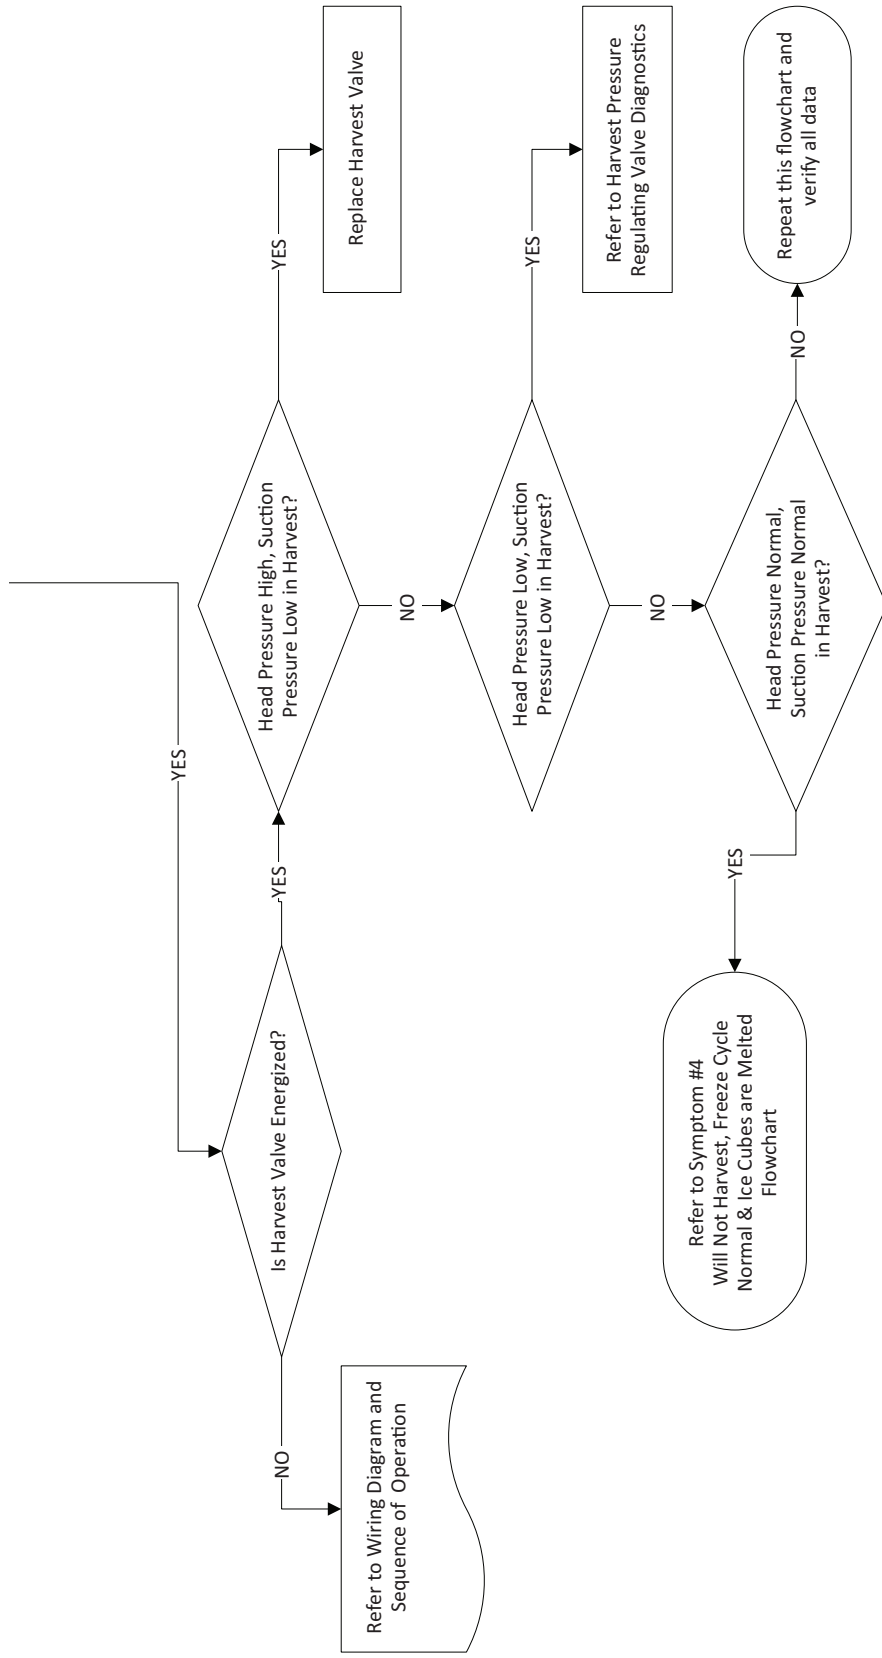 YES
Is Harvest Valve Energized?
NO
Refer to Wiring Diagram and
Sequence of  Operation
YES
Head Pressure High, Suction
Pressure Low in Harvest?
YES
Replace Harvest Valve
NO
Head Pressure Low, Suction
Pressure Low in Harvest?
YES
Refer to Harvest Pressure
Regulating Valve Diagnostics
NO
Head Pressure Normal,
Suction Pressure Normal
in Harvest?
YES
Refer to Symptom #4
Will Not Harvest, Freeze Cycle
Normal & Ice Cubes are Melted
Flowchart
NO
Repeat this flowchart and
verify all data